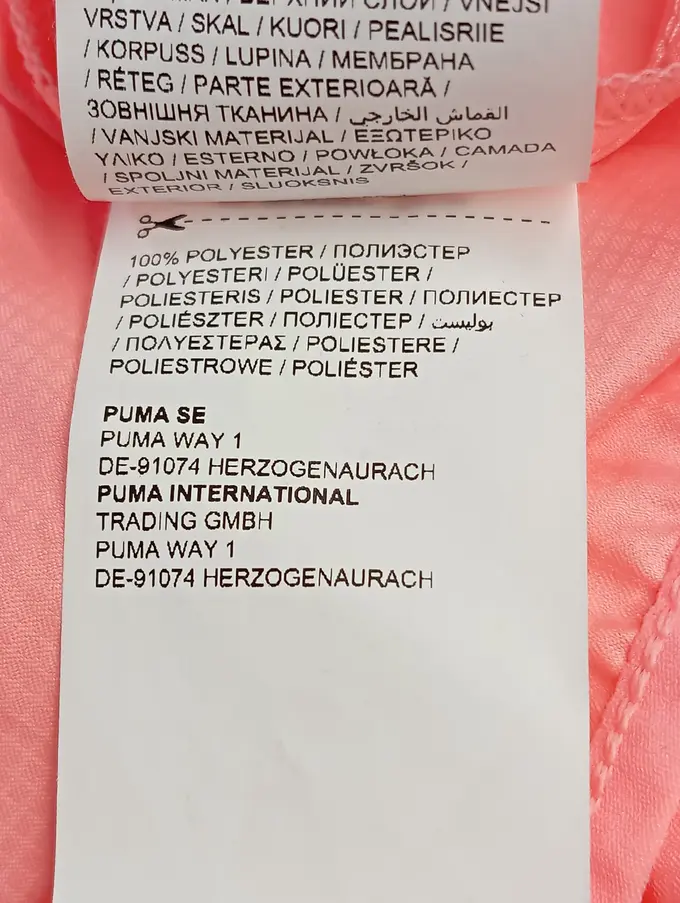 ВЕРХНИЙ СЛОЙ / VNĚJŠÍ
VRSTVA / SKAL / KUORI / PEALISRIIE
/ KORPUSS / LUPINA / МЕМБРАНА
/ RÉTEG / PARTE EXTERIOARĂ /
ЗОВНІШНЯ ТКАНИНА / القماش الخارجي
/ VANJSKI MATERIJAL / ΕΞΩΤΕΡΙΚΟ
ΥΛΙΚΟ / ESTERNO / POWŁOKA / CAMADA
/ SPOLJNI MATERIJAL / ZVRŠOK /
EXTERIOR / SLUOKSNIS
100% POLYESTER / ПОЛИЭСТЕР
/ POLYESTERI / POLÜESTER /
POLIESTERIS / POLIESTER / ПОЛИЕСТЕР
/ POLIÉSZTER / ПОЛІЕСТЕР / بوليست
/ ΠΟΛΥΕΣΤΕΡΑΣ / POLIESTERE /
POLIESTROWE / POLIÉSTER
PUMA SE
PUMA WAY 1
DE-91074 HERZOGENAURACH
PUMA INTERNATIONAL
TRADING GMBH
PUMA WAY 1
DE-91074 HERZOGENAURACH